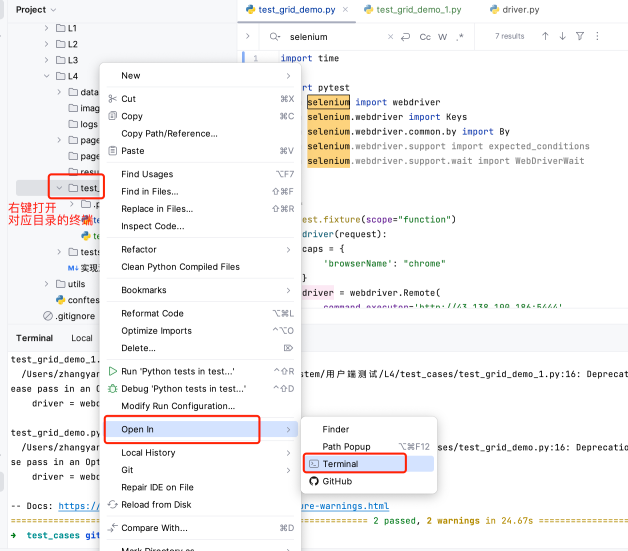 Project
test_grid_demo.py
test_grid_demo_1.py
driver.py
L1
L2
L3
L4
data
imag
logs
page
page
resu
test_
.p
te
te
tests
实现
utils
conftes
.gitignore
selenium
Cc W .*
7 results
1
import time
rt pytest
selenium import webdriver
selenium.webdriver import Keys
selenium.webdriver.common.by import By
selenium.webdriver.support import expected_conditions
selenium.webdriver.support.wait import WebDriverWait
est.fixture(scope="function")
driver(request):
caps = {
'browserName': "chrome"
}
driver = webdriver.Remote(
command_executor='http://43.138.100.186:5444'
右键打开
对应目录的终端
New
Cut ⌘X
Copy ⌘C
Copy Path/Reference...
Paste ⌘V
Find Usages ⌥F7
Find in Files... ⇧⌘F
Replace in Files... ⇧⌘R
Inspect Code...
Refactor
Clean Python Compiled Files
Bookmarks
Reformat Code ⌥⌘L
Optimize Imports ⌃⌥O
Delete... ⌦
Run 'Python tests in test...' ⌃⇧R
Debug 'Python tests in test...' ⌃⇧D
Modify Run Configuration...
Open In
Local History
Git
Repair IDE on File
Reload from Disk
Compare With... ⌘D
Mark Directory as
Finder
Path Popup ⌥⌘F12
Terminal
GitHub
Terminal Local
test_grid_demo_1.
/Users/zhangyan stem/用户端测试/L4/test_cases/test_grid_demo_1.py:16: Deprecat
ease pass in an O
driver = webd
test_grid_demo.py
/Users/zhangyan ases/test_grid_demo.py:16: Deprecatio
se pass in an Opt
driver = webd
-- Docs: https:// ure-warnings.html
2 passed, 2 warnings in 24.67s
➜ test_cases git